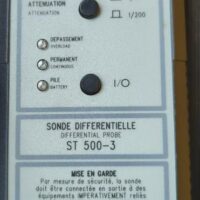 ATTENUATION
ATTENUATION
1/200
DEPASSEMENT
OVERLOAD
PERMANENT
CONTINUOUS
PILE
BATTERY
I/O
SONDE DIFFERENTIELLE
DIFFERENTIAL PROBE
ST 500-3
MISE EN GARDE
Par mesure de sécurité, la sonde
doit être connectée en sortie à des
équipements IMPERATIVEMENT reliés